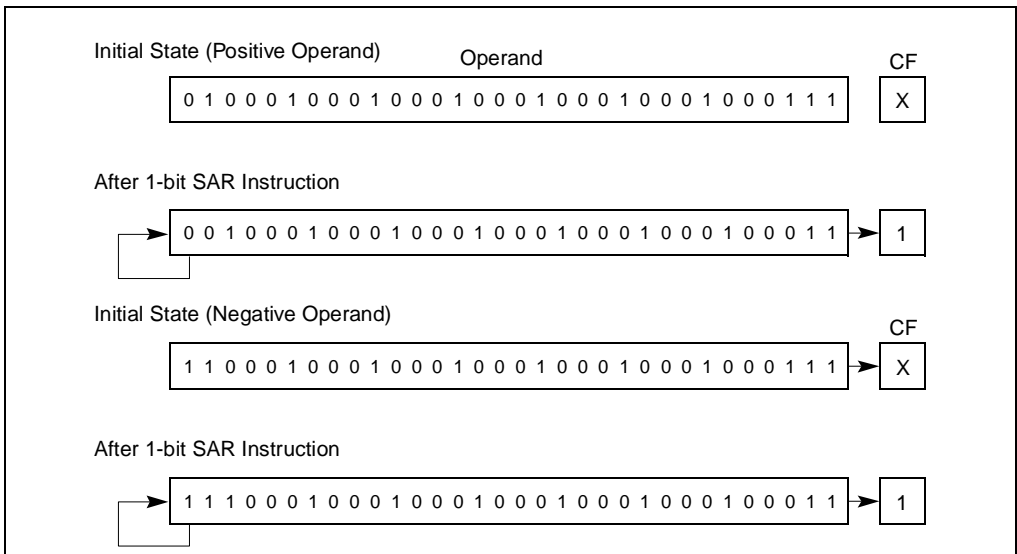 Initial State (Positive Operand) Operand CF
0 1 0 0 0 1 0 0 0 1 0 0 0 1 0 0 0 1 0 0 0 1 0 0 0 1 0 0 0 1 1 1 X
After 1-bit SAR Instruction
0 0 1 0 0 0 1 0 0 0 1 0 0 0 1 0 0 0 1 0 0 0 1 0 0 0 1 0 0 0 1 1 1
Initial State (Negative Operand) CF
1 1 0 0 0 1 0 0 0 1 0 0 0 1 0 0 0 1 0 0 0 1 0 0 0 1 0 0 0 1 1 1 X
After 1-bit SAR Instruction
1 1 1 0 0 0 1 0 0 0 1 0 0 0 1 0 0 0 1 0 0 0 1 0 0 0 1 0 0 0 1 1 1